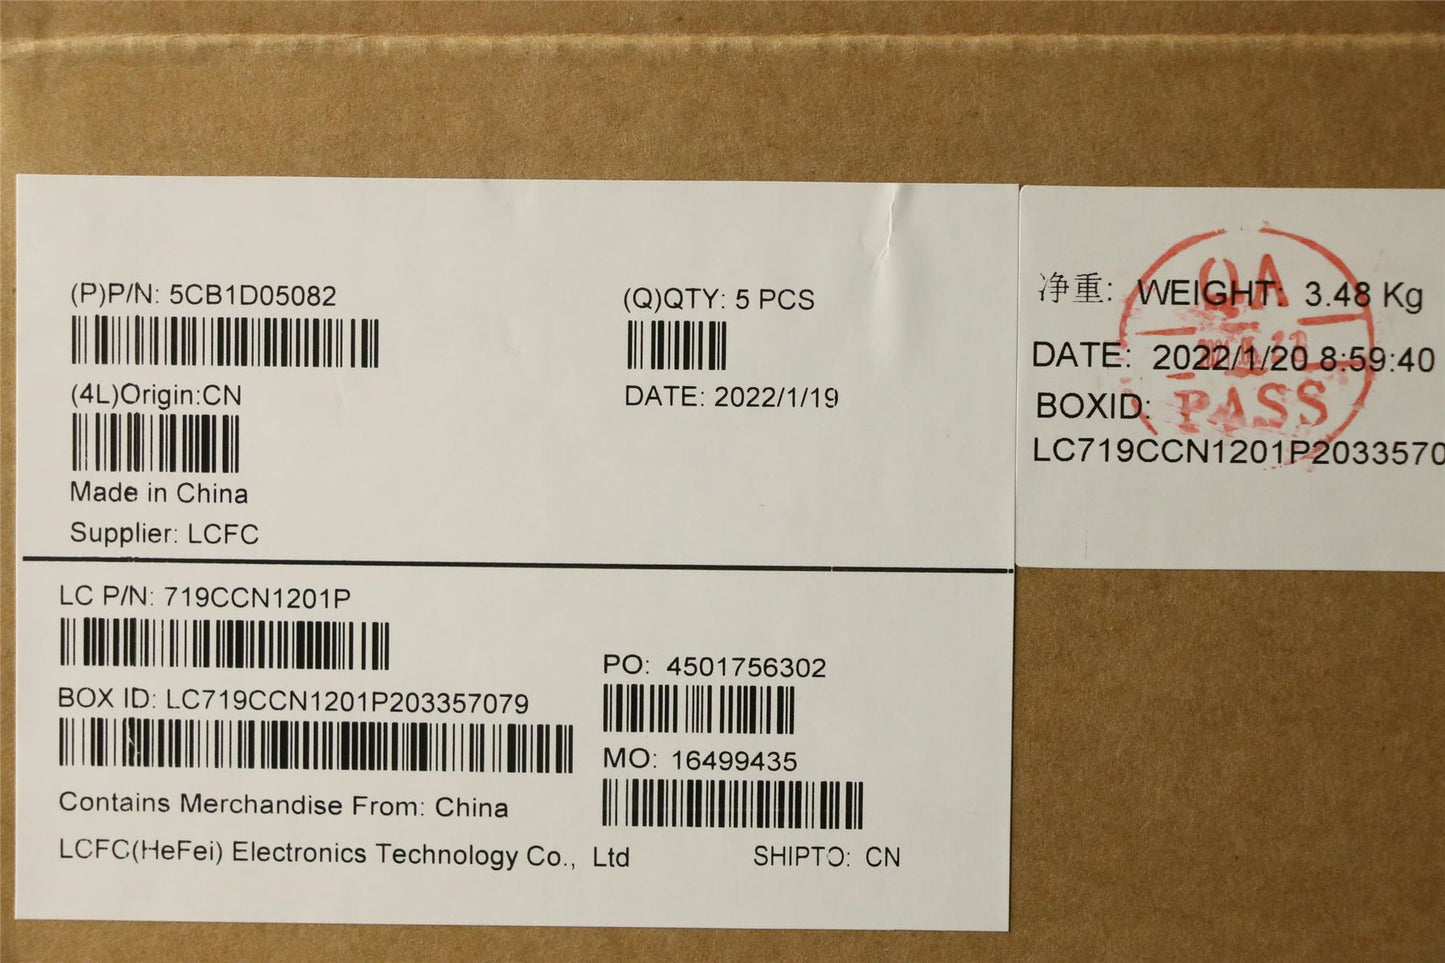 (P)P/N: 5CB1D05082
(Q)QTY: 5 PCS
(4L)Origin:CN
DATE: 2022/1/19
Made in China
Supplier: LCFC
LC P/N: 719CCN1201P
BOX ID: LC719CCN1201P203357079
PO: 4501756302
MO: 16499435
Contains Merchandise From: China
LCFC(HeFei) Electronics Technology Co., Ltd
SHIPTO: CN
净重: WEIGHT: 3.48 Kg
DATE: 2022/1/20 8:59:40
BOXID:
LC719CCN1201P2033570
QA
PASS